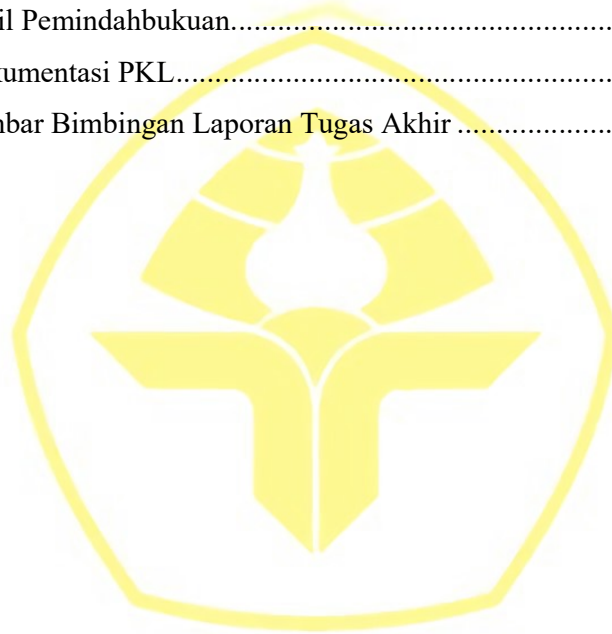 il Pemindahbukuan......................................................
kumentasi PKL..............................................................
nbar Bimbingan Laporan Tugas Akhir ......................